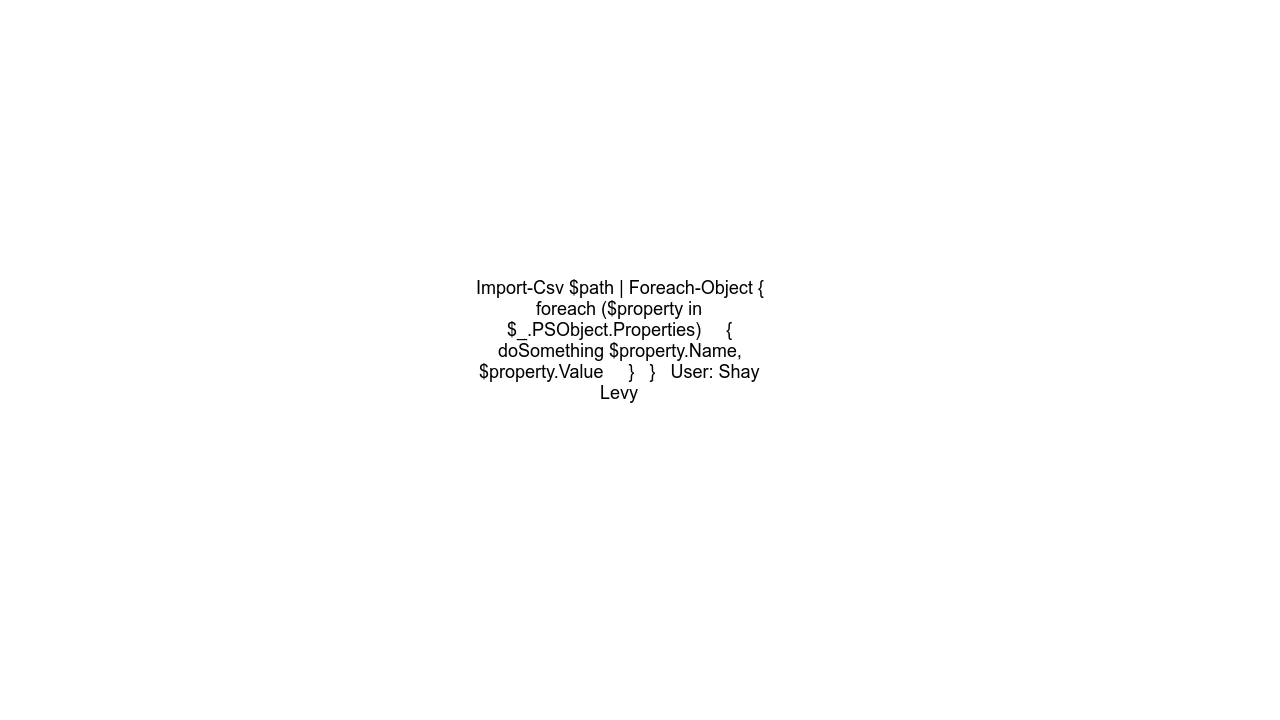 Import-Csv $path | Foreach-Object {
foreach ($property in
$_.PSObject.Properties)     {
doSomething $property.Name,
$property.Value     }   }   User: Shay
Levy